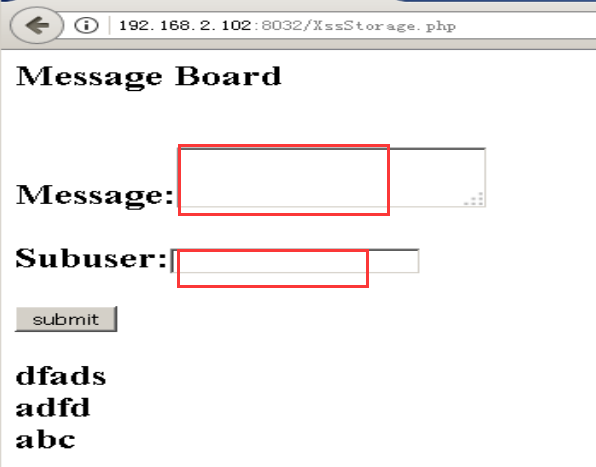 192.168.2.102:8032/XssStorage.php
Message Board
Message:
Subuser:
submit
dfads
adfd
abc